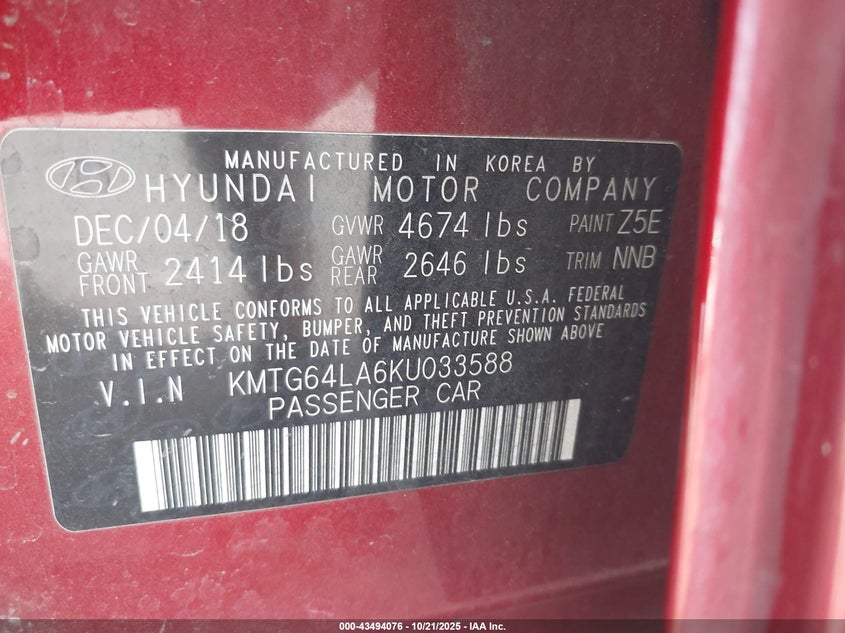 MANUFACTURED IN KOREA BY
HYUNDAI MOTOR COMPANY
DEC/04/18 GVWR 4674 lbs PAINT Z5E
GAWR FRONT 2414 lbs GAWR REAR 2646 lbs TRIM NNB
THIS VEHICLE CONFORMS TO ALL APPLICABLE U.S.A. FEDERAL
MOTOR VEHICLE SAFETY, BUMPER, AND THEFT PREVENTION STANDARDS
IN EFFECT ON THE DATE OF MANUFACTURE SHOWN ABOVE
V.I.N KMTG64LA6KU033588
PASSENGER CAR
000-43494076 - 10/21/2025 - IAA Inc.